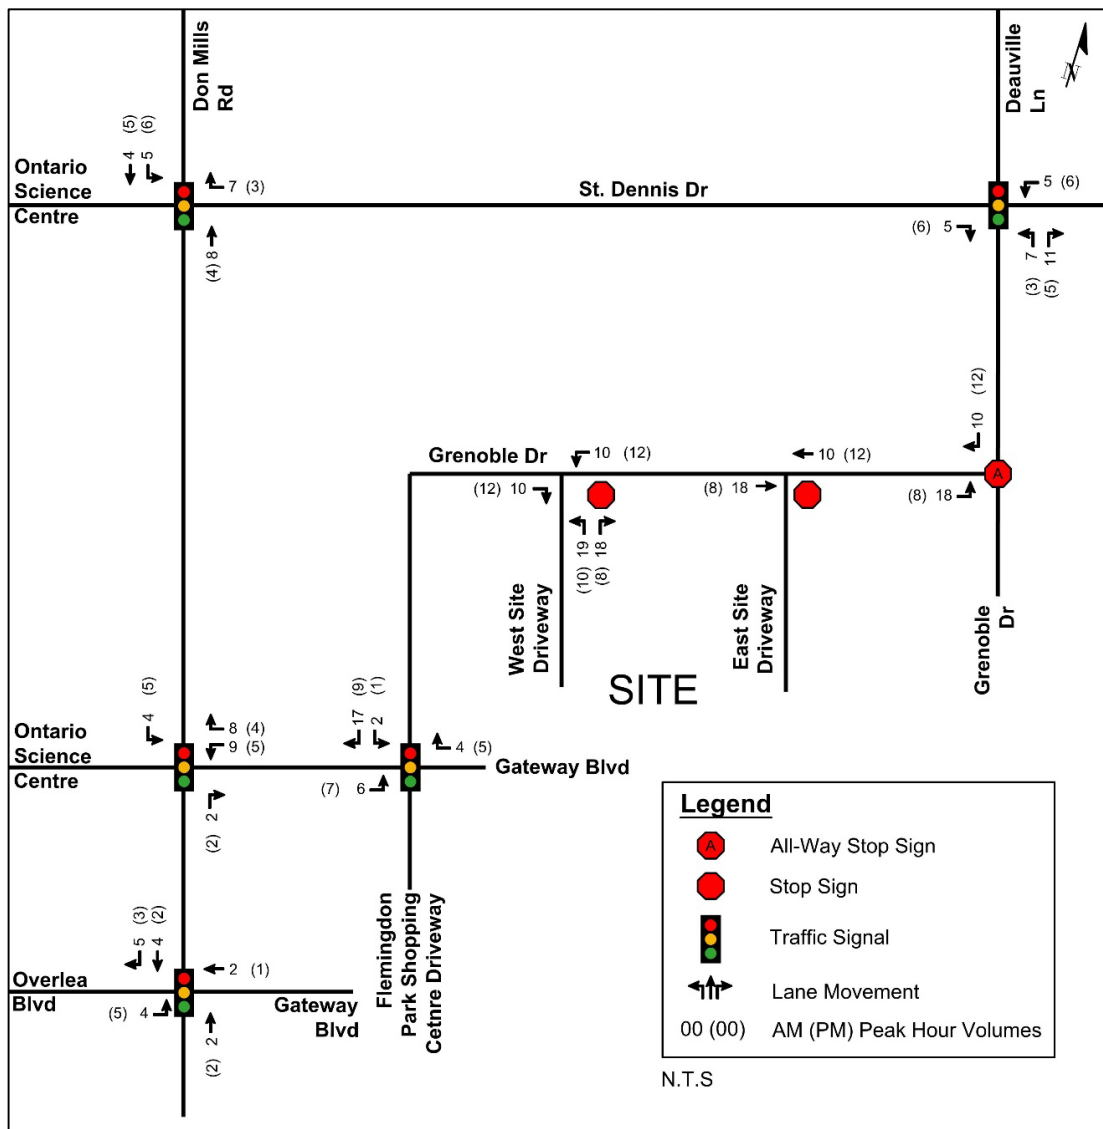 Don Mills
Rd
Deauville
Ln
N
4 (5)
5 (6)
Ontario
Science
Centre
7 (3)
St. Dennis Dr
5 (6)
(4) 8
(6) 5
(3) 7
(5) 11
10 (12)
Grenoble Dr
10 (12)
10 (12)
(12) 10
(8) 18
(8) 18
A
(10) 19
(8) 18
West Site
Driveway
East Site
Driveway
Grenoble
Dr
SITE
4 (5)
17 (9)
2 (1)
Ontario
Science
Centre
8 (4)
9 (5)
4 (5)
Gateway Blvd
(7) 6
(2) 2
5 (3)
4 (2)
Flemingdon
Park Shopping
Cetnre Driveway
Overlea
Blvd
2 (1)
(5) 4
Gateway
Blvd
(2) 2
Legend
A
All-Way Stop Sign
Stop Sign
Traffic Signal
Lane Movement
00 (00) AM (PM) Peak Hour Volumes
N.T.S